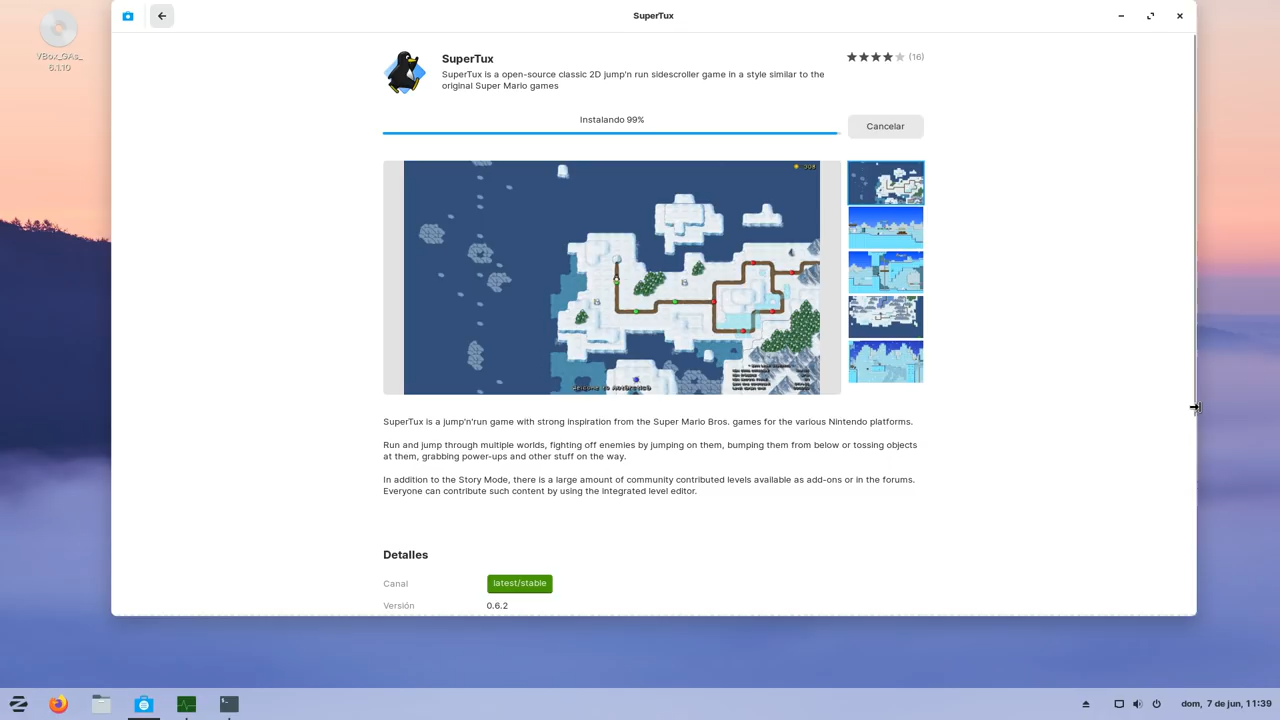 SuperTux
VBox_GAs_
6.1.10
SuperTux
SuperTux is a open-source classic 2D jump'n run sidescroller game in a style similar to the
original Super Mario games
(16)
Instalando 99%
Cancelar
Welcome to Antarctica
SuperTux is a jump'n'run game with strong inspiration from the Super Mario Bros. games for the various Nintendo platforms.
Run and jump through multiple worlds, fighting off enemies by jumping on them, bumping them from below or tossing objects
at them, grabbing power-ups and other stuff on the way.
In addition to the Story Mode, there is a large amount of community contributed levels available as add-ons or in the forums.
Everyone can contribute such content by using the integrated level editor.
Detalles
Canal
latest/stable
Versión
0.6.2
dom, 7 de jun, 11:39